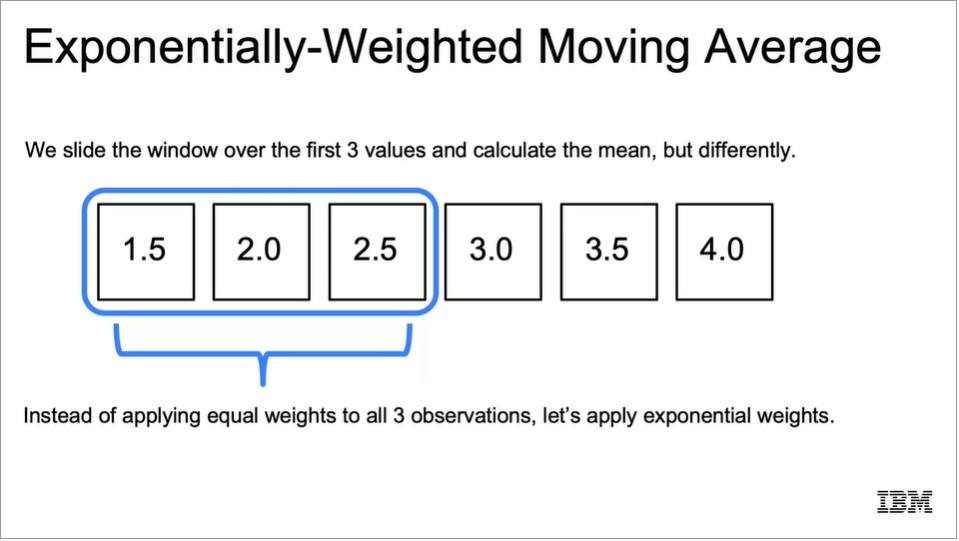 Exponentially-Weighted Moving Average
We slide the window over the first 3 values and calculate the mean, but differently.
1.5 2.0 2.5 3.0 3.5 4.0
Instead of applying equal weights to all 3 observations, let's apply exponential weights.
IBM